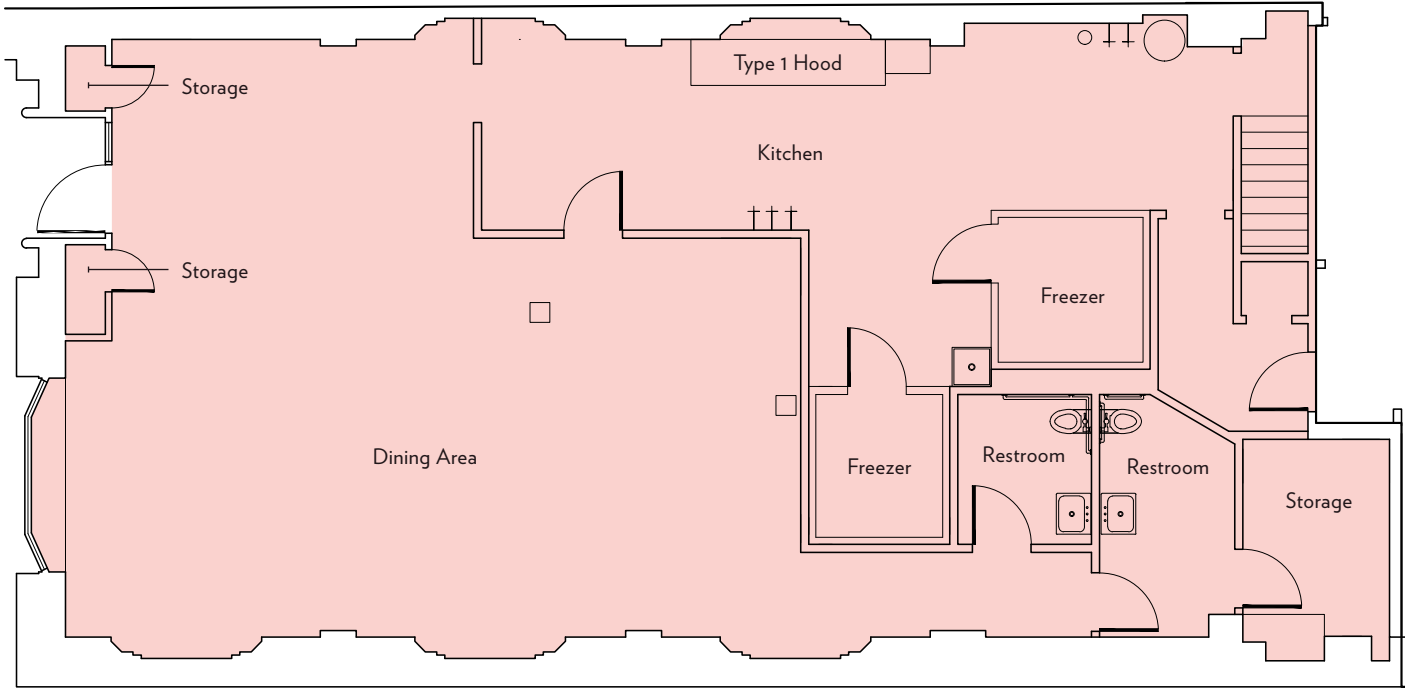 Type 1 Hood
Storage
Kitchen
Storage
Freezer
Dining Area
Freezer
Restroom
Restroom
Storage